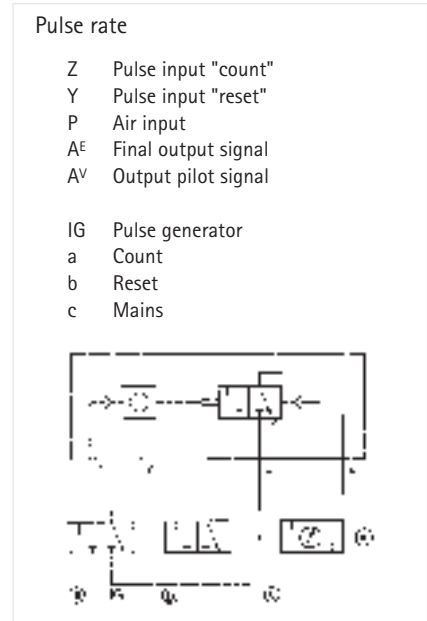 Pulse rate
Z Pulse input "count"
Y Pulse input "reset"
P Air input
Aᴱ Final output signal
Aⱽ Output pilot signal
IG Pulse generator
a Count
b Reset
c Mains